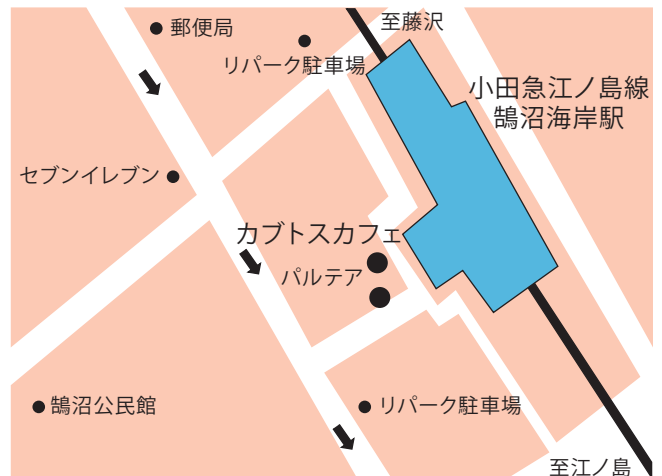 至藤沢
郵便局
リパーク駐車場
小田急江ノ島線
鵠沼海岸駅
セブンイレブン
カブトスカフェ
パルテア
鵠沼公民館
リパーク駐車場
至江ノ島